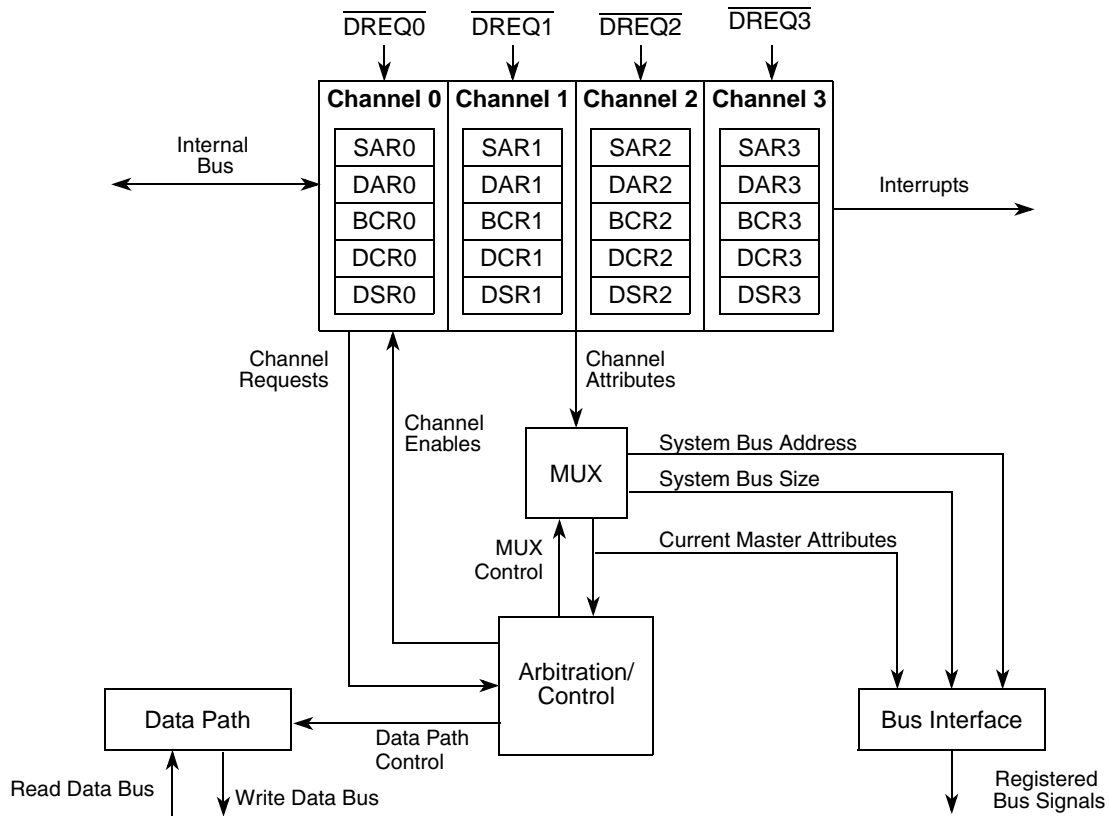 DREQ0 DREQ1 DREQ2 DREQ3
Channel 0 Channel 1 Channel 2 Channel 3
SAR0 SAR1 SAR2 SAR3
DAR0 DAR1 DAR2 DAR3
BCR0 BCR1 BCR2 BCR3
DCR0 DCR1 DCR2 DCR3
DSR0 DSR1 DSR2 DSR3
Internal
Bus
Interrupts
Channel
Requests
Channel
Attributes
Channel
Enables
MUX
System Bus Address
System Bus Size
Current Master Attributes
MUX
Control
Arbitration/
Control
Data Path
Bus Interface
Data Path
Control
Read Data Bus
Write Data Bus
Registered
Bus Signals